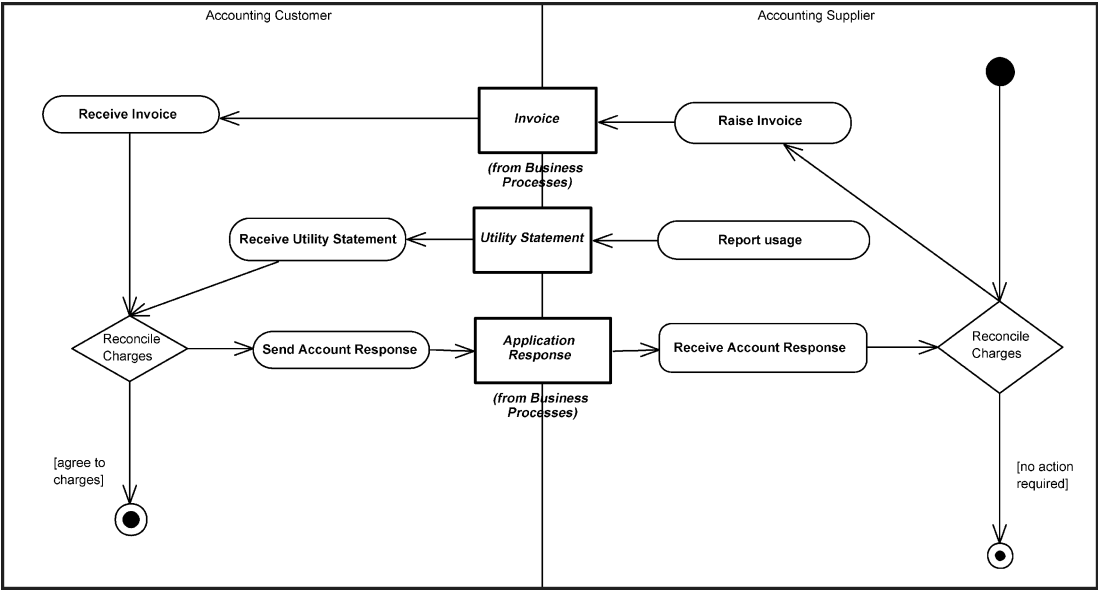 Accounting Customer
Accounting Supplier
Receive Invoice
Invoice
Raise Invoice
(from Business
Processes)
Receive Utility Statement
Utility Statement
Report usage
Reconcile
Charges
Send Account Response
Application
Response
Receive Account Response
Reconcile
Charges
(from Business
Processes)
[agree to
charges]
[no action
required]